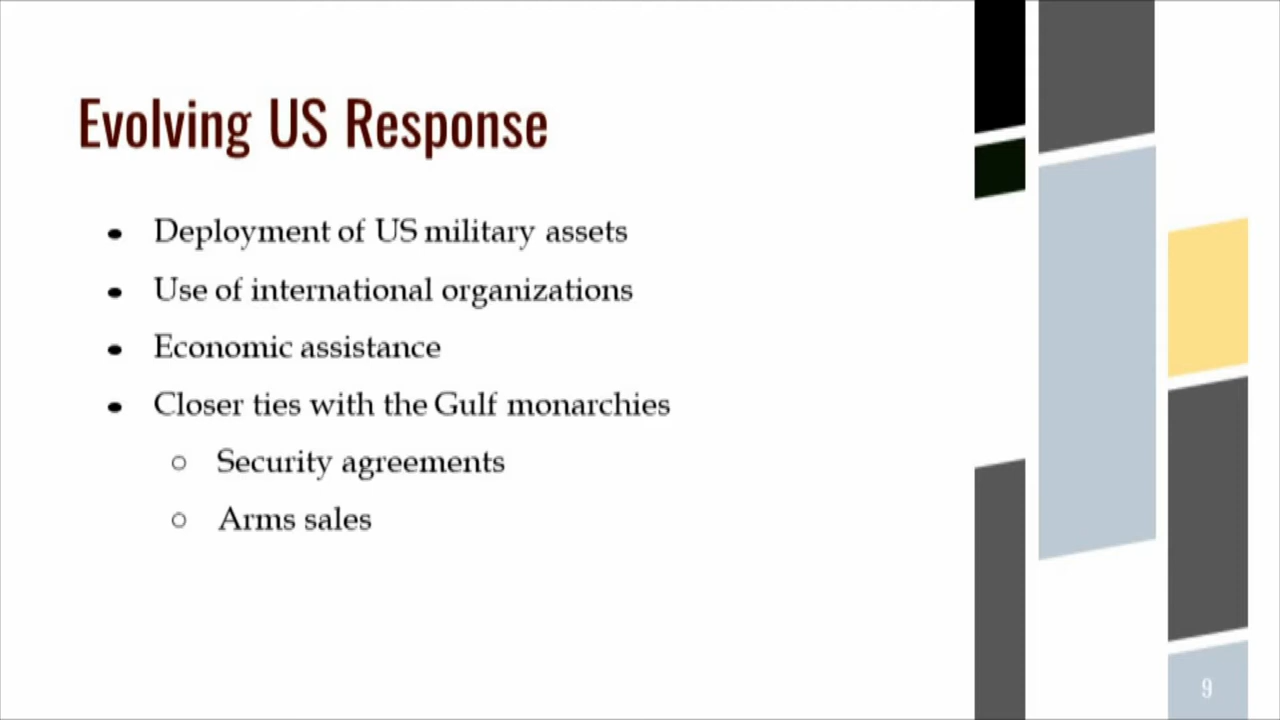 Evolving US Response
• Deployment of US military assets
• Use of international organizations
• Economic assistance
• Closer ties with the Gulf monarchies
○ Security agreements
○ Arms sales
9